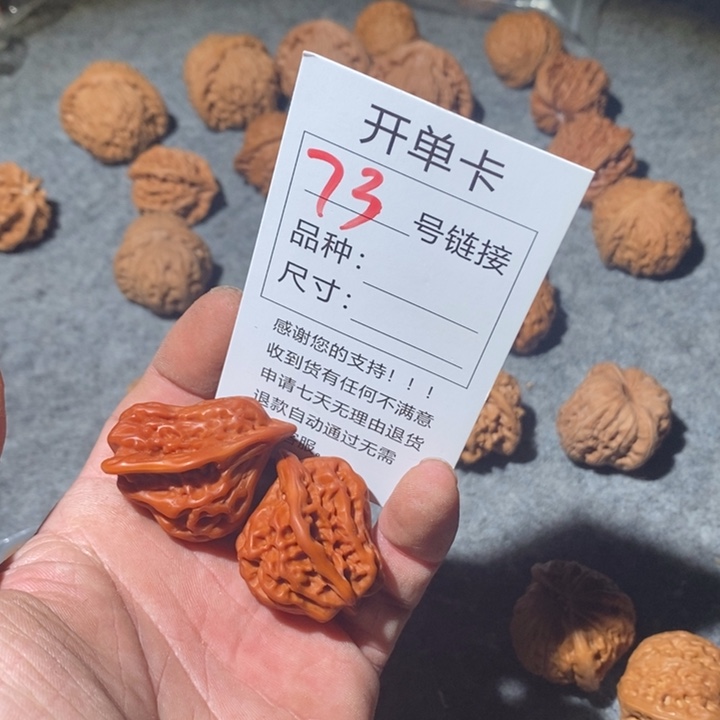 开单卡
73 号链接
品种：
尺寸：
感谢您的支持！！！
收到货有任何不满意
申请七天无理由退货
退款自动通过无需
服